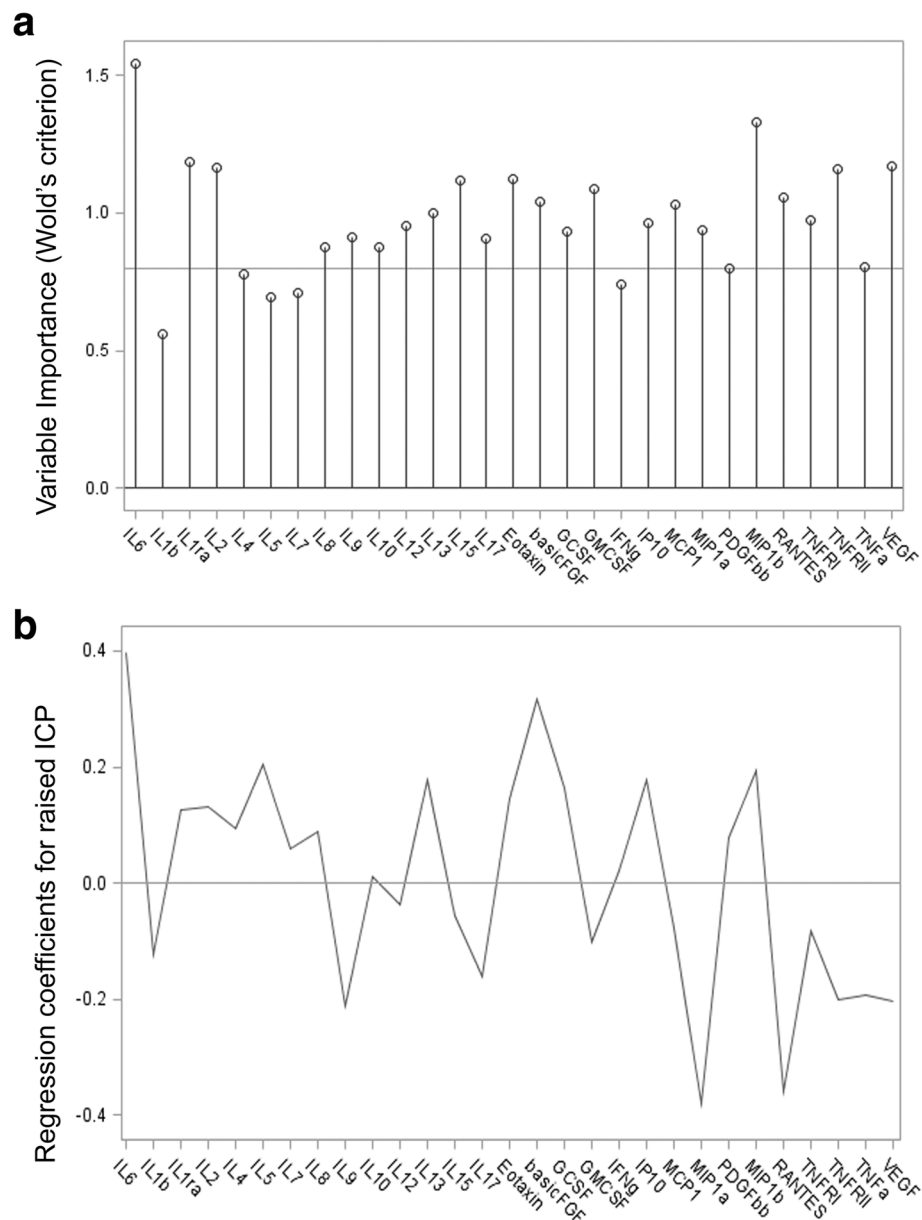 a
Variable Importance (Wold's criterion)
1.5
1.0
0.5
0.0
IL6 IL1b IL1ra IL2 IL4 IL5 IL7 IL8 IL9 IL10 IL12 IL13 IL15 IL17 Eotaxin basicFGF GCSF GMCSF IFNg IP10 MCP1 MIP1a PDGFbb MIP1b RANTES TNFRI TNFRII TNFa VEGF
b
Regression coefficients for raised ICP
0.4
0.2
0.0
-0.2
-0.4
IL6 IL1b IL1ra IL2 IL4 IL5 IL7 IL8 IL9 IL10 IL12 IL13 IL15 IL17 Eotaxin basicFGF GCSF GMCSF IFNg IP10 MCP1 MIP1a PDGFbb MIP1b RANTES TNFRI TNFRII TNFa VEGF